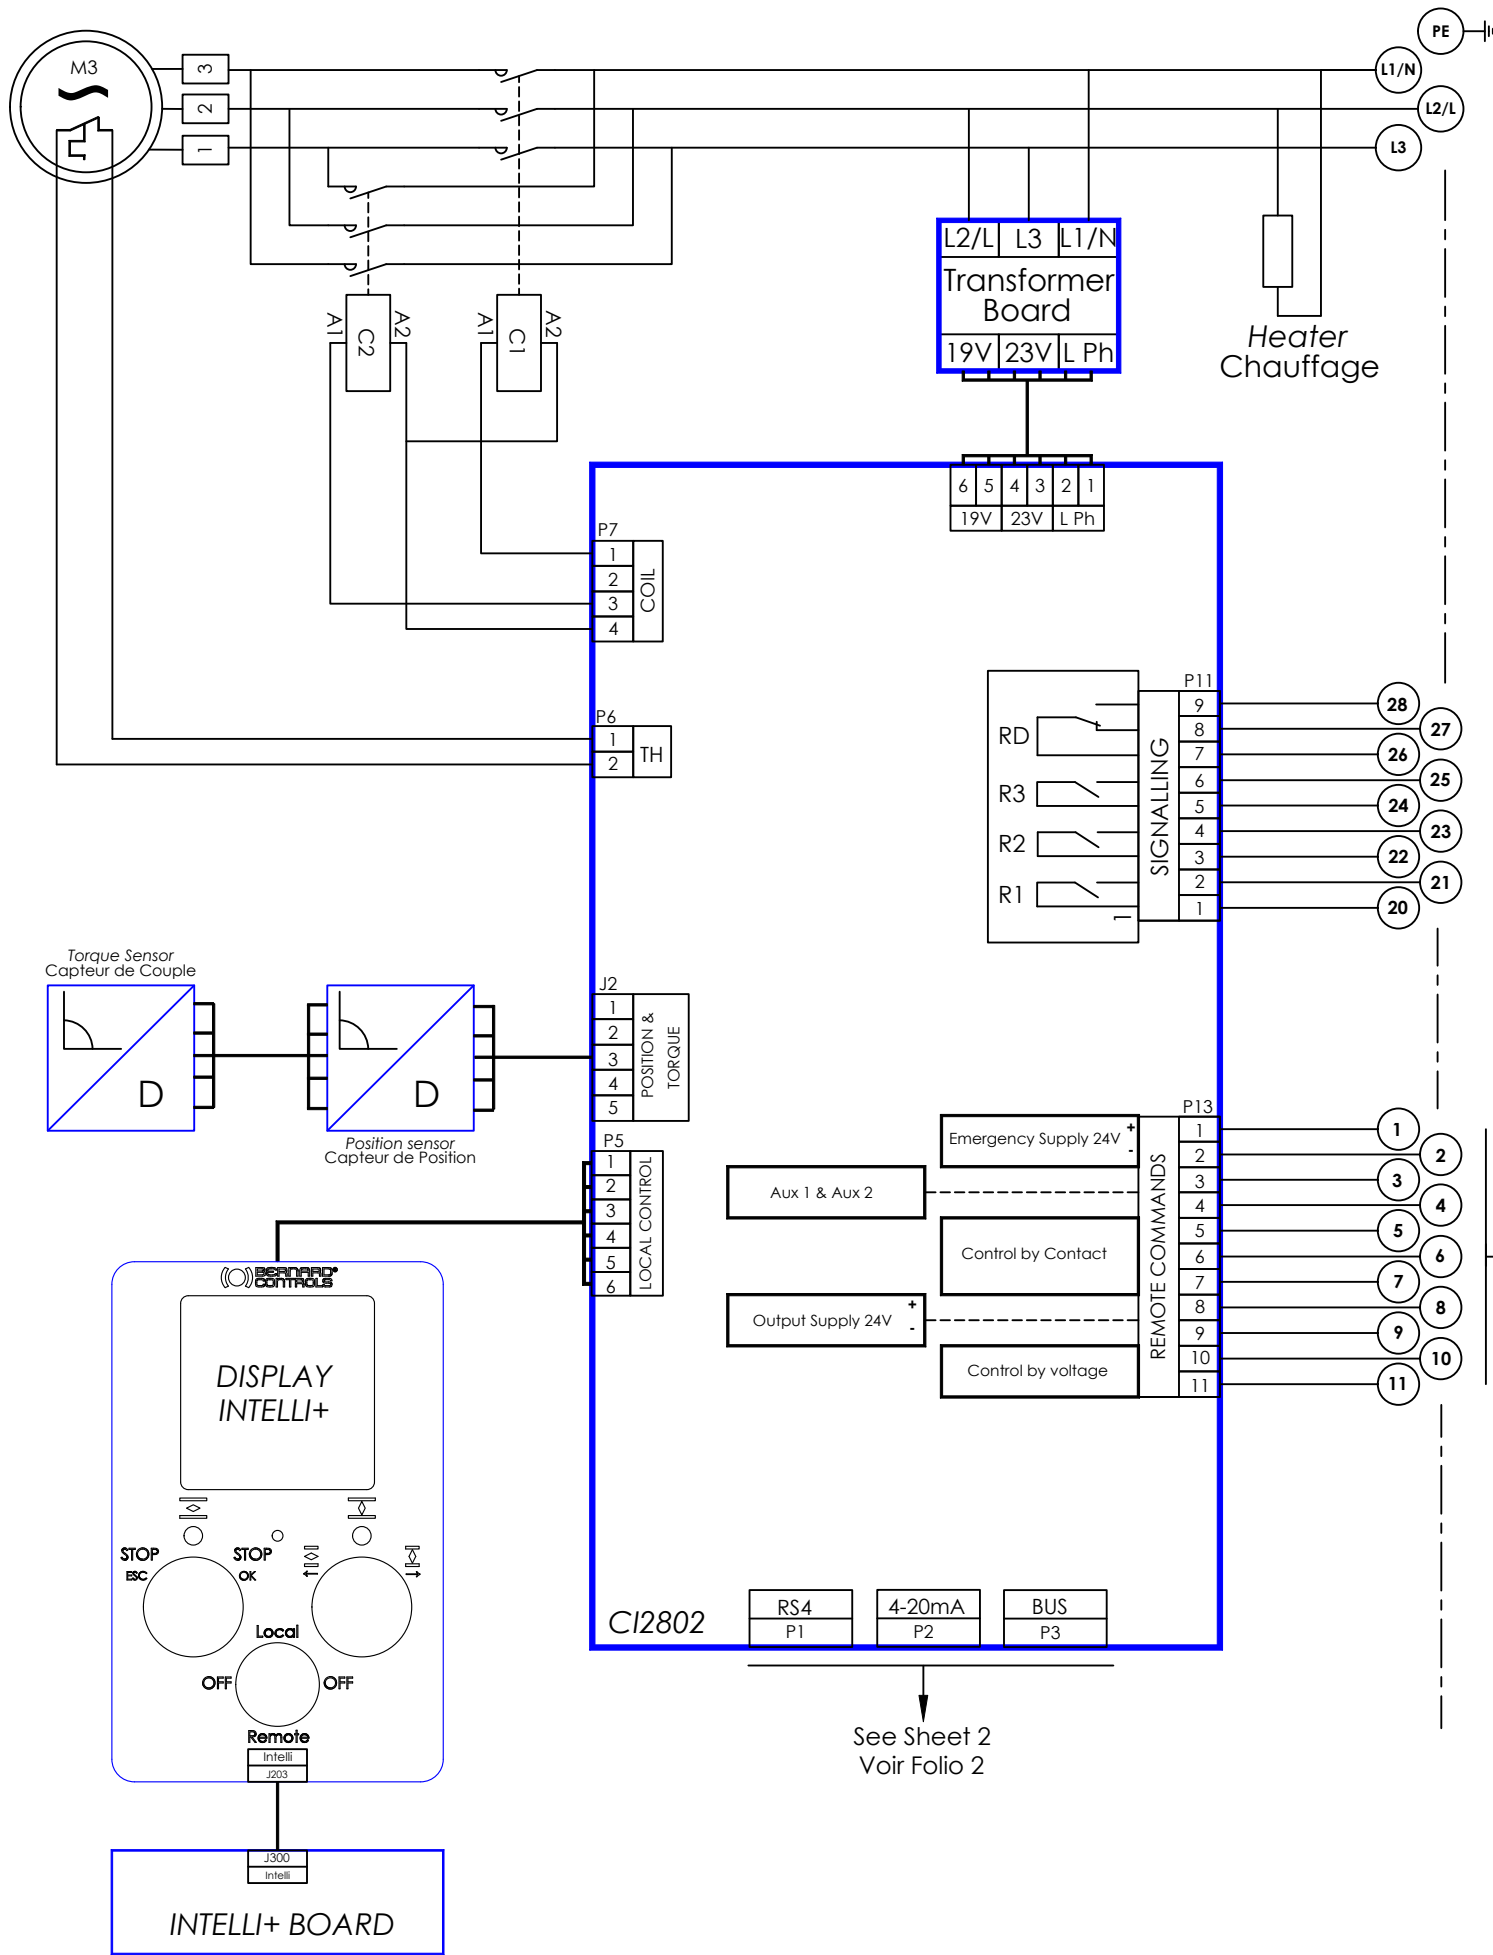 PE
M3
3
L1/N
2
L2/L
1
L3
L2/L L3 L1/N
Transformer
Board
19V 23V L Ph
Heater
Chauffage
A1 C2 A2
A1 C1 A2
6 5 4 3 2 1
19V 23V L Ph
P7
1
2
3
4
COIL
P6
1
2
TH
P11
9
8
7
6
5
4
3
2
1
SIGNALLING
RD
R3
R2
R1
1
28
27
26
25
24
23
22
21
20
Torque Sensor
Capteur de Couple
D
D
Position sensor
Capteur de Position
J2
1
2
3
4
5
POSITION &
TORQUE
P5
1
2
3
4
5
6
LOCAL CONTROL
P13
1
2
3
4
5
6
7
8
9
10
11
REMOTE COMMANDS
Emergency Supply 24V + -
Aux 1 & Aux 2
Control by Contact
Output Supply 24V + -
Control by voltage
1
2
3
4
5
6
7
8
9
10
11
BERNARD®
CONTROLS
DISPLAY
INTELLI+
STOP
ESC
STOP
OK
Local
OFF OFF
Remote
Intelli
J203
J300
Intelli
INTELLI+ BOARD
CI2802
RS4
P1
4-20mA
P2
BUS
P3
See Sheet 2
Voir Folio 2